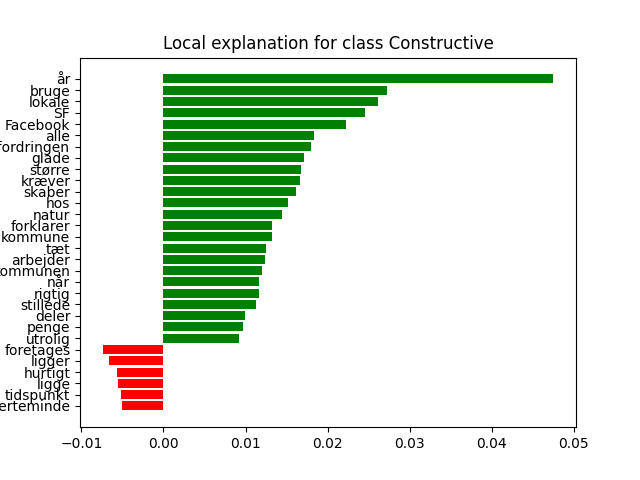 Local explanation for class Constructive
år
bruge
lokale
SF
Facebook
alle
fordringen
glade
større
kræver
skaber
hos
natur
forklarer
kommune
tæt
arbejder
ommunen
når
rigtig
stillede
deler
penge
utrolig
foretages
ligger
hurtigt
ligge
tidspunkt
erteminde
−0.01 0.00 0.01 0.02 0.03 0.04 0.05